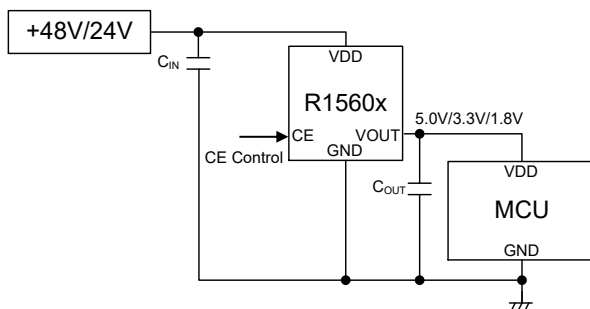 +48V/24V
CIN
VDD
R1560x
CE
VOUT
GND
CE Control
5.0V/3.3V/1.8V
COUT
VDD
MCU
GND